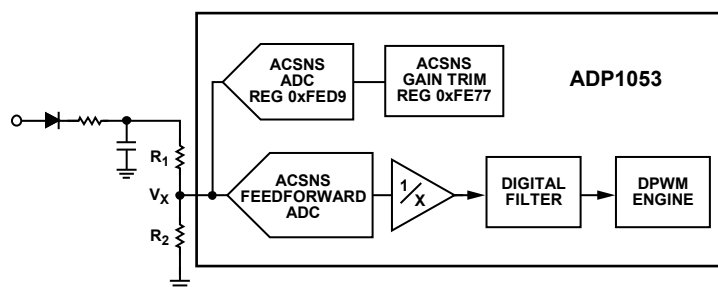 ACSNS
ADC
REG 0xFED9
ACSNS
GAIN TRIM
REG 0xFE77
ADP1053
R1
VX
R2
ACSNS
FEEDFORWARD
ADC
1/X
DIGITAL
FILTER
DPWM
ENGINE